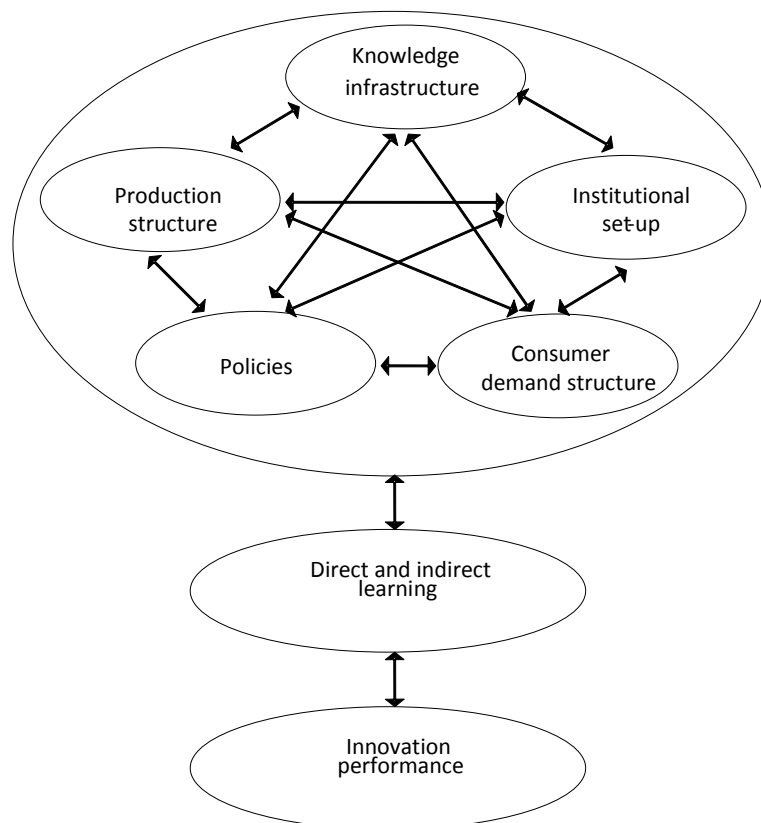 Knowledge
infrastructure
Production
structure
Institutional
set-up
Policies
Consumer
demand structure
Direct and indirect
learning
Innovation
performance